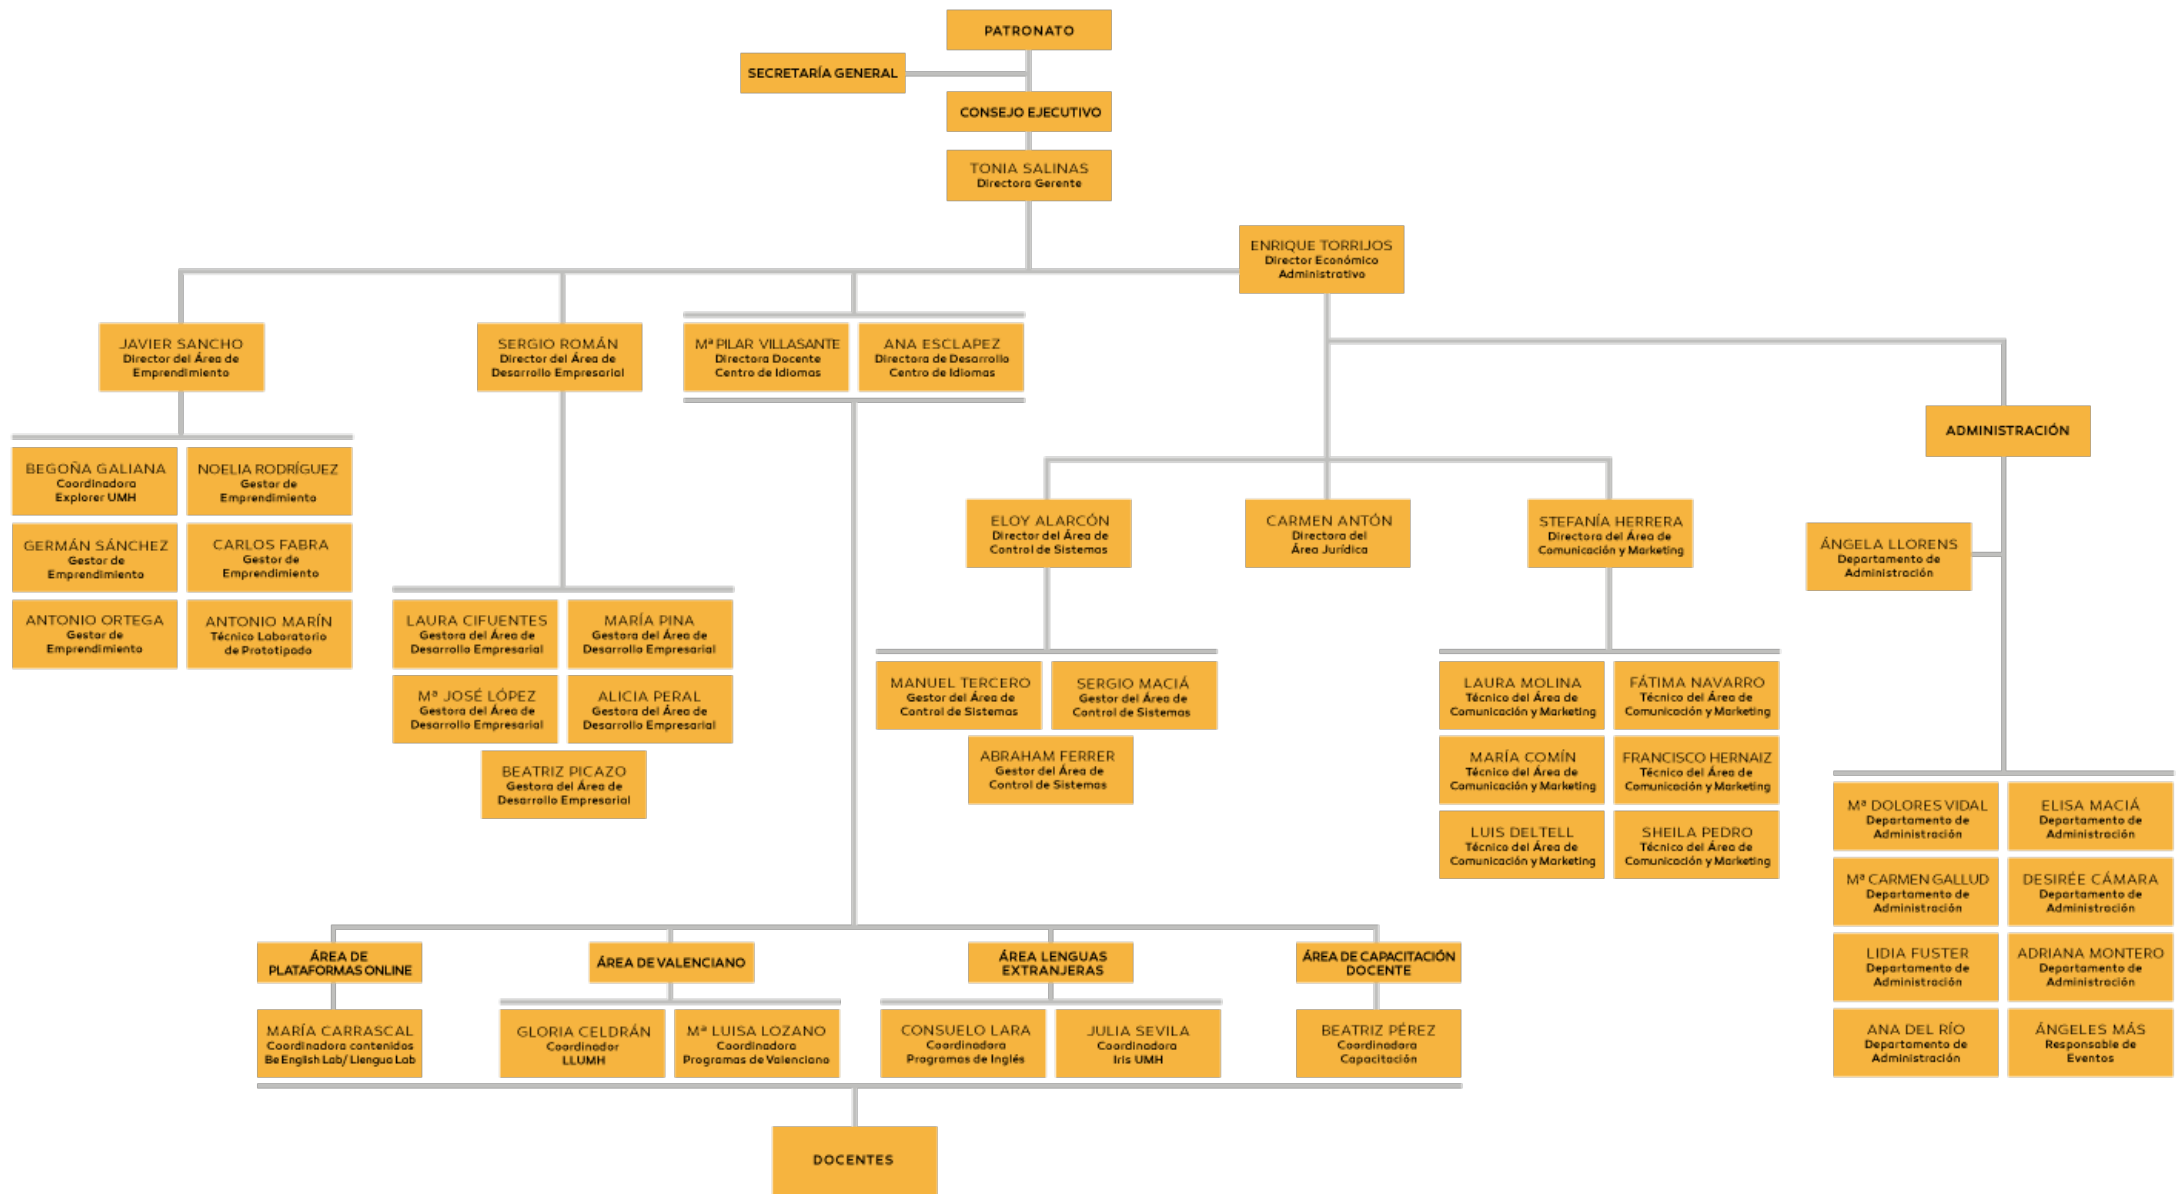 PATRONATO
SECRETARÍA GENERAL
CONSEJO EJECUTIVO
TONIA SALINAS
Directora Gerente
ENRIQUE TORRIJOS
Director Económico
Administrativo
JAVIER SANCHO
Director del Área de
Emprendimiento
SERGIO ROMÁN
Director del Área de
Desarrollo Empresarial
Mª PILAR VILLASANTE
Directora Docente
Centro de Idiomas
ANA ESCLAPEZ
Directora de Desarrollo
Centro de Idiomas
ADMINISTRACIÓN
BEGOÑA GALIANA
Coordinadora
Explorer UMH
NOELIA RODRÍGUEZ
Gestor de
Emprendimiento
GERMÁN SÁNCHEZ
Gestor de
Emprendimiento
CARLOS FABRA
Gestor de
Emprendimiento
ANTONIO ORTEGA
Gestor de
Emprendimiento
ANTONIO MARÍN
Técnico Laboratorio
de Prototipado
LAURA CIFUENTES
Gestora del Área de
Desarrollo Empresarial
MARÍA PINA
Gestora del Área de
Desarrollo Empresarial
Mª JOSÉ LÓPEZ
Gestora del Área de
Desarrollo Empresarial
ALICIA PERAL
Gestora del Área de
Desarrollo Empresarial
BEATRIZ PICAZO
Gestora del Área de
Desarrollo Empresarial
ELOY ALARCÓN
Director del Área de
Control de Sistemas
CARMEN ANTÓN
Directora del
Área Jurídica
STEFANÍA HERRERA
Directora del Área de
Comunicación y Marketing
ÁNGELA LLORENS
Departamento de
Administración
MANUEL TERCERO
Gestor del Área de
Control de Sistemas
SERGIO MACIÁ
Gestor del Área de
Control de Sistemas
ABRAHAM FERRER
Gestor del Área de
Control de Sistemas
LAURA MOLINA
Técnico del Área de
Comunicación y Marketing
FÁTIMA NAVARRO
Técnico del Área de
Comunicación y Marketing
MARÍA COMÍN
Técnico del Área de
Comunicación y Marketing
FRANCISCO HERNAIZ
Técnico del Área de
Comunicación y Marketing
LUIS DELTELL
Técnico del Área de
Comunicación y Marketing
SHEILA PEDRO
Técnico del Área de
Comunicación y Marketing
Mª DOLORES VIDAL
Departamento de
Administración
ELISA MACIÁ
Departamento de
Administración
Mª CARMEN GALLUD
Departamento de
Administración
DESIRÉE CÁMARA
Departamento de
Administración
LIDIA FUSTER
Departamento de
Administración
ADRIANA MONTERO
Departamento de
Administración
ANA DEL RÍO
Departamento de
Administración
ÁNGELES MÁS
Responsable de
Eventos
ÁREA DE
PLATAFORMAS ONLINE
ÁREA DE VALENCIANO
ÁREA LENGUAS
EXTRANJERAS
ÁREA DE CAPACITACIÓN
DOCENTE
MARÍA CARRASCAL
Coordinadora contenidos
Be English Lab/ Llengua Lab
GLORIA CELDRÁN
Coordinador
LLUMH
Mª LUISA LOZANO
Coordinadora
Programas de Valenciano
CONSUELO LARA
Coordinadora
Programas de Inglés
JULIA SEVILA
Coordinadora
Iris UMH
BEATRIZ PÉREZ
Coordinadora
Capacitación
DOCENTES